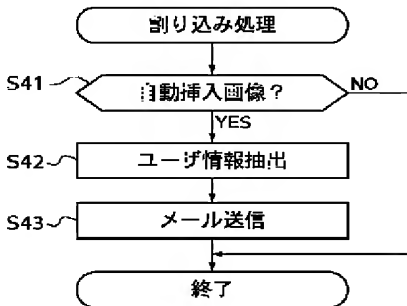 割り込み処理
S41
自動挿入画像?
NO
YES
S42
ユーザ情報抽出
S43
メール送信
終了